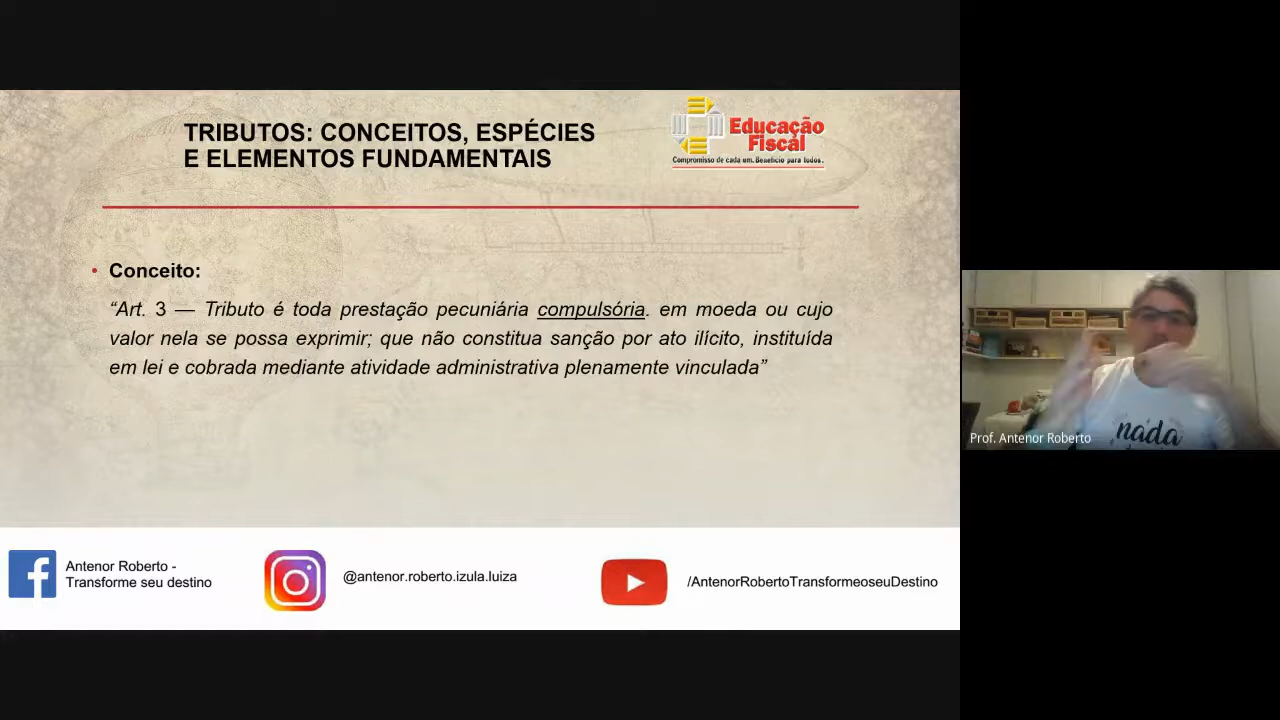 TRIBUTOS: CONCEITOS, ESPÉCIES
E ELEMENTOS FUNDAMENTAIS
Educação
Fiscal
Compromisso de cada um. Benefício para todos.
• Conceito:
“Art. 3 — Tributo é toda prestação pecuniária compulsória. em moeda ou cujo
valor nela se possa exprimir; que não constitua sanção por ato ilícito, instituída
em lei e cobrada mediante atividade administrativa plenamente vinculada”
nada
Prof. Antenor Roberto
Antenor Roberto -
Transforme seu destino
@antenor.roberto.izula.luiza
/AntenorRobertoTransformeoseuDestino